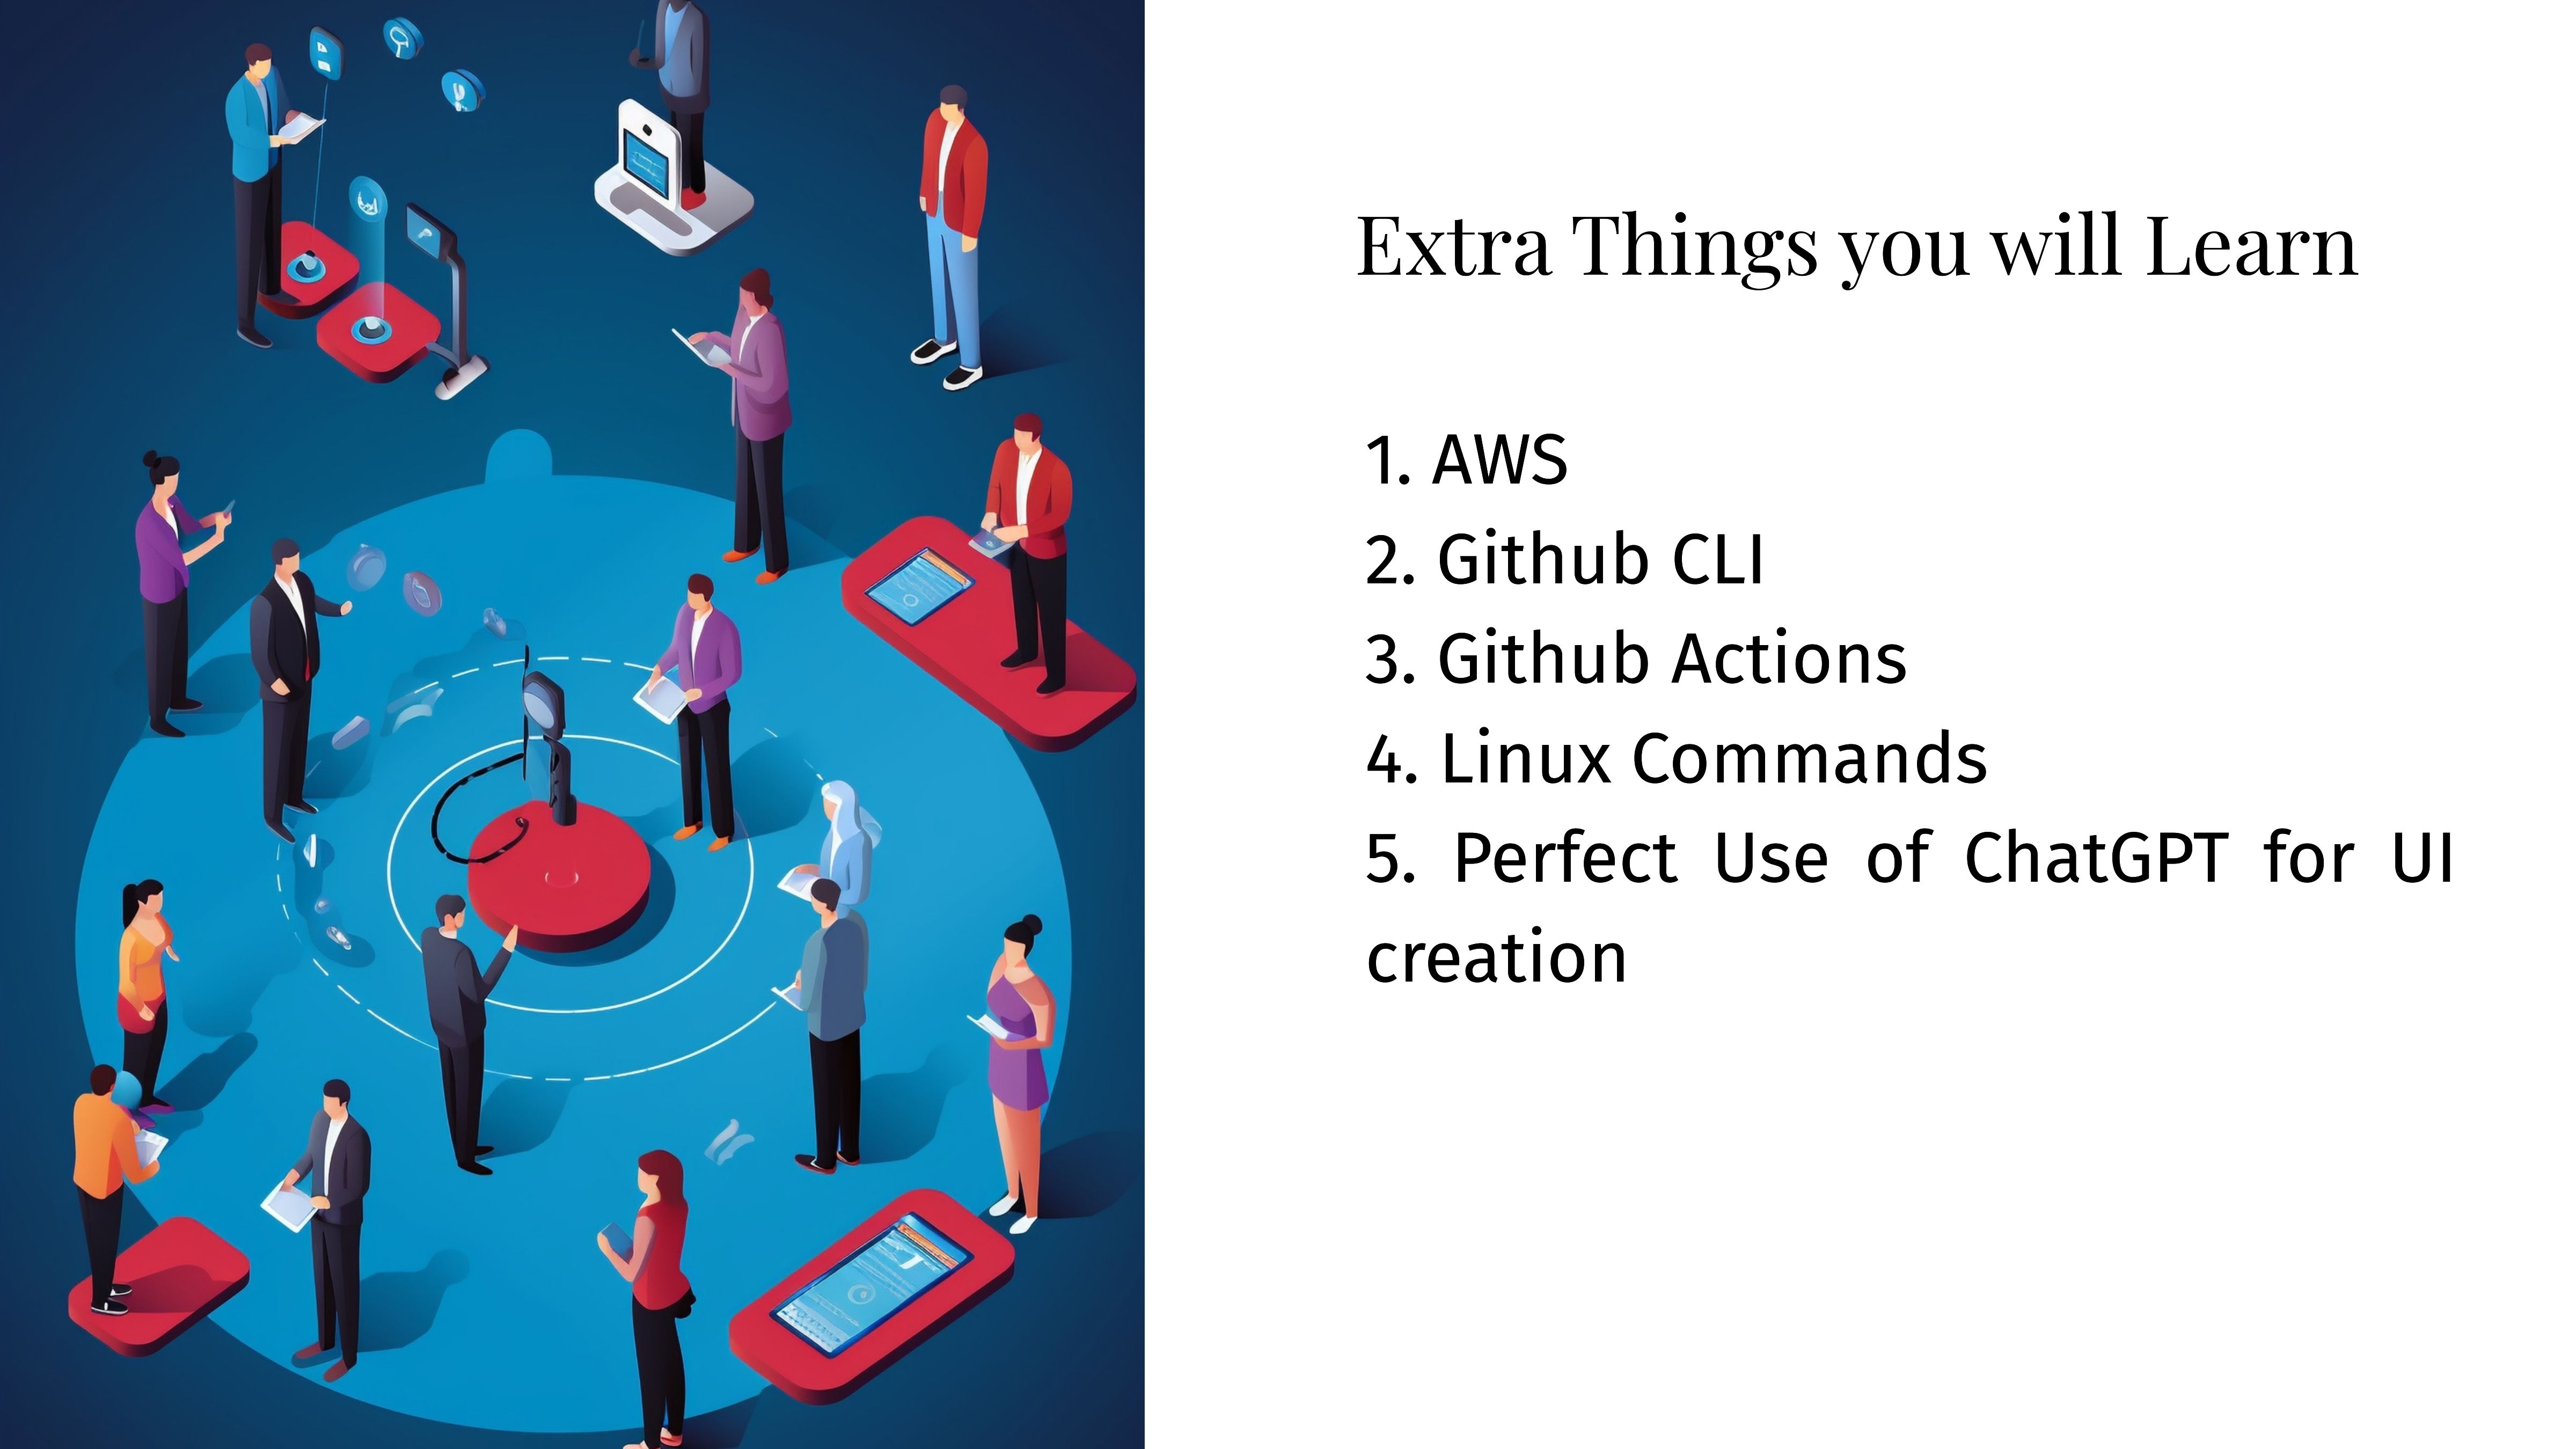 Extra Things you will Learn
1. AWS
2. Github CLI
3. Github Actions
4. Linux Commands
5. Perfect Use of ChatGPT for UI
creation